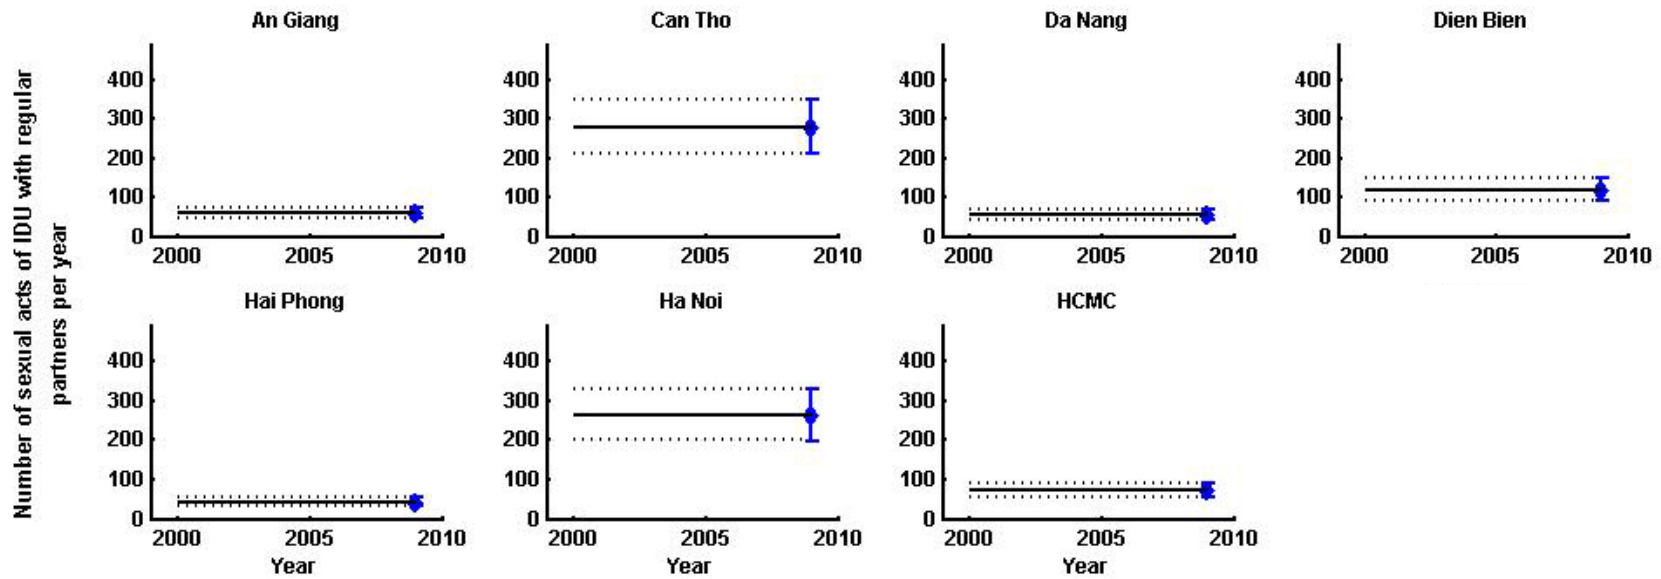 An Giang
Can Tho
Da Nang
Dien Bien
Number of sexual acts of IDU with regular
partners per year
400
300
200
100
0
2000 2005 2010
400
300
200
100
0
2000 2005 2010
400
300
200
100
0
2000 2005 2010
400
300
200
100
0
2000 2005 2010
Hai Phong
Ha Noi
HCMC
400
300
200
100
0
2000 2005 2010
Year
400
300
200
100
0
2000 2005 2010
Year
400
300
200
100
0
2000 2005 2010
Year